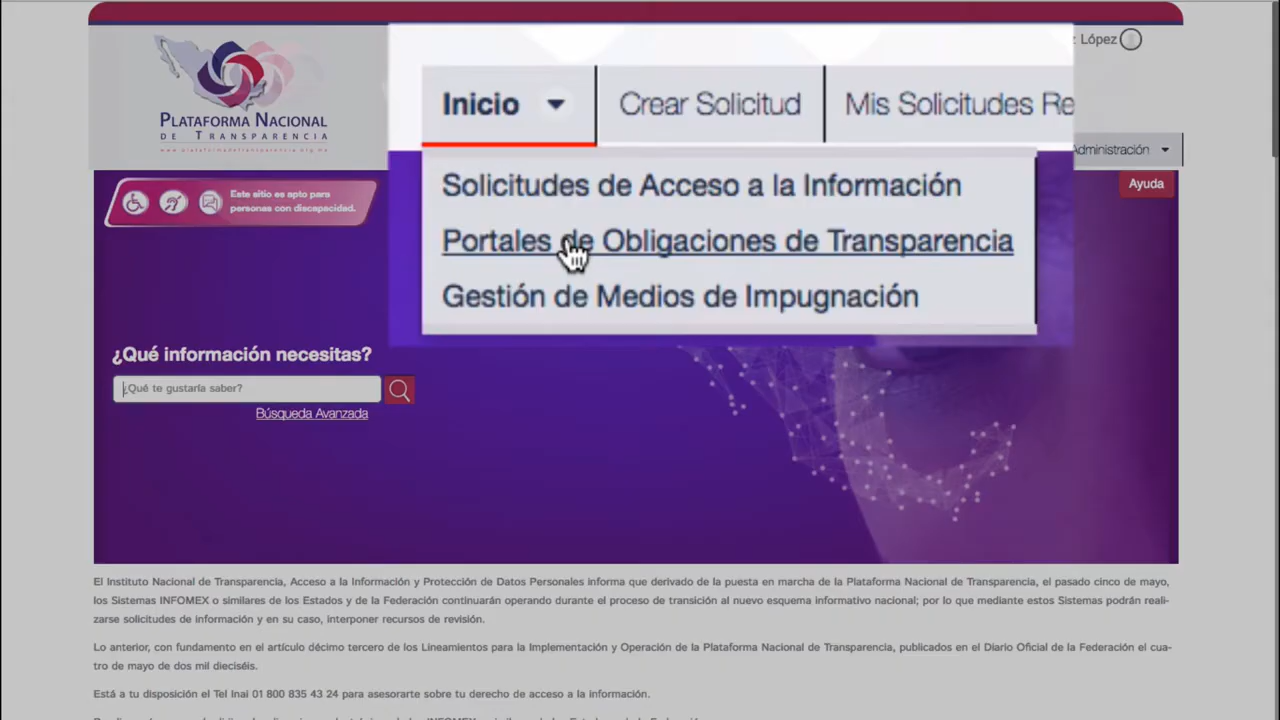 PLATAFORMA NACIONAL
DE TRANSPARENCIA
www.plataformadetransparencia.org.mx
López
Inicio
Crear Solicitud
Mis Solicitudes Re
Administración
Solicitudes de Acceso a la Información
Portales de Obligaciones de Transparencia
Gestión de Medios de Impugnación
Este sitio es apto para
personas con discapacidad.
Ayuda
¿Qué información necesitas?
¿Qué te gustaría saber?
Búsqueda Avanzada
El Instituto Nacional de Transparencia, Acceso a la Información y Protección de Datos Personales informa que derivado de la puesta en marcha de la Plataforma Nacional de Transparencia, el pasado cinco de mayo,
los Sistemas INFOMEX o similares de los Estados y de la Federación continuarán operando durante el proceso de transición al nuevo esquema informativo nacional; por lo que mediante estos Sistemas podrán reali-
zarse solicitudes de información y en su caso, interponer recursos de revisión.
Lo anterior, con fundamento en el artículo décimo tercero de los Lineamientos para la Implementación y Operación de la Plataforma Nacional de Transparencia, publicados en el Diario Oficial de la Federación el cua-
tro de mayo de dos mil dieciséis.
Está a tu disposición el Tel Inai 01 800 835 43 24 para asesorarte sobre tu derecho de acceso a la información.